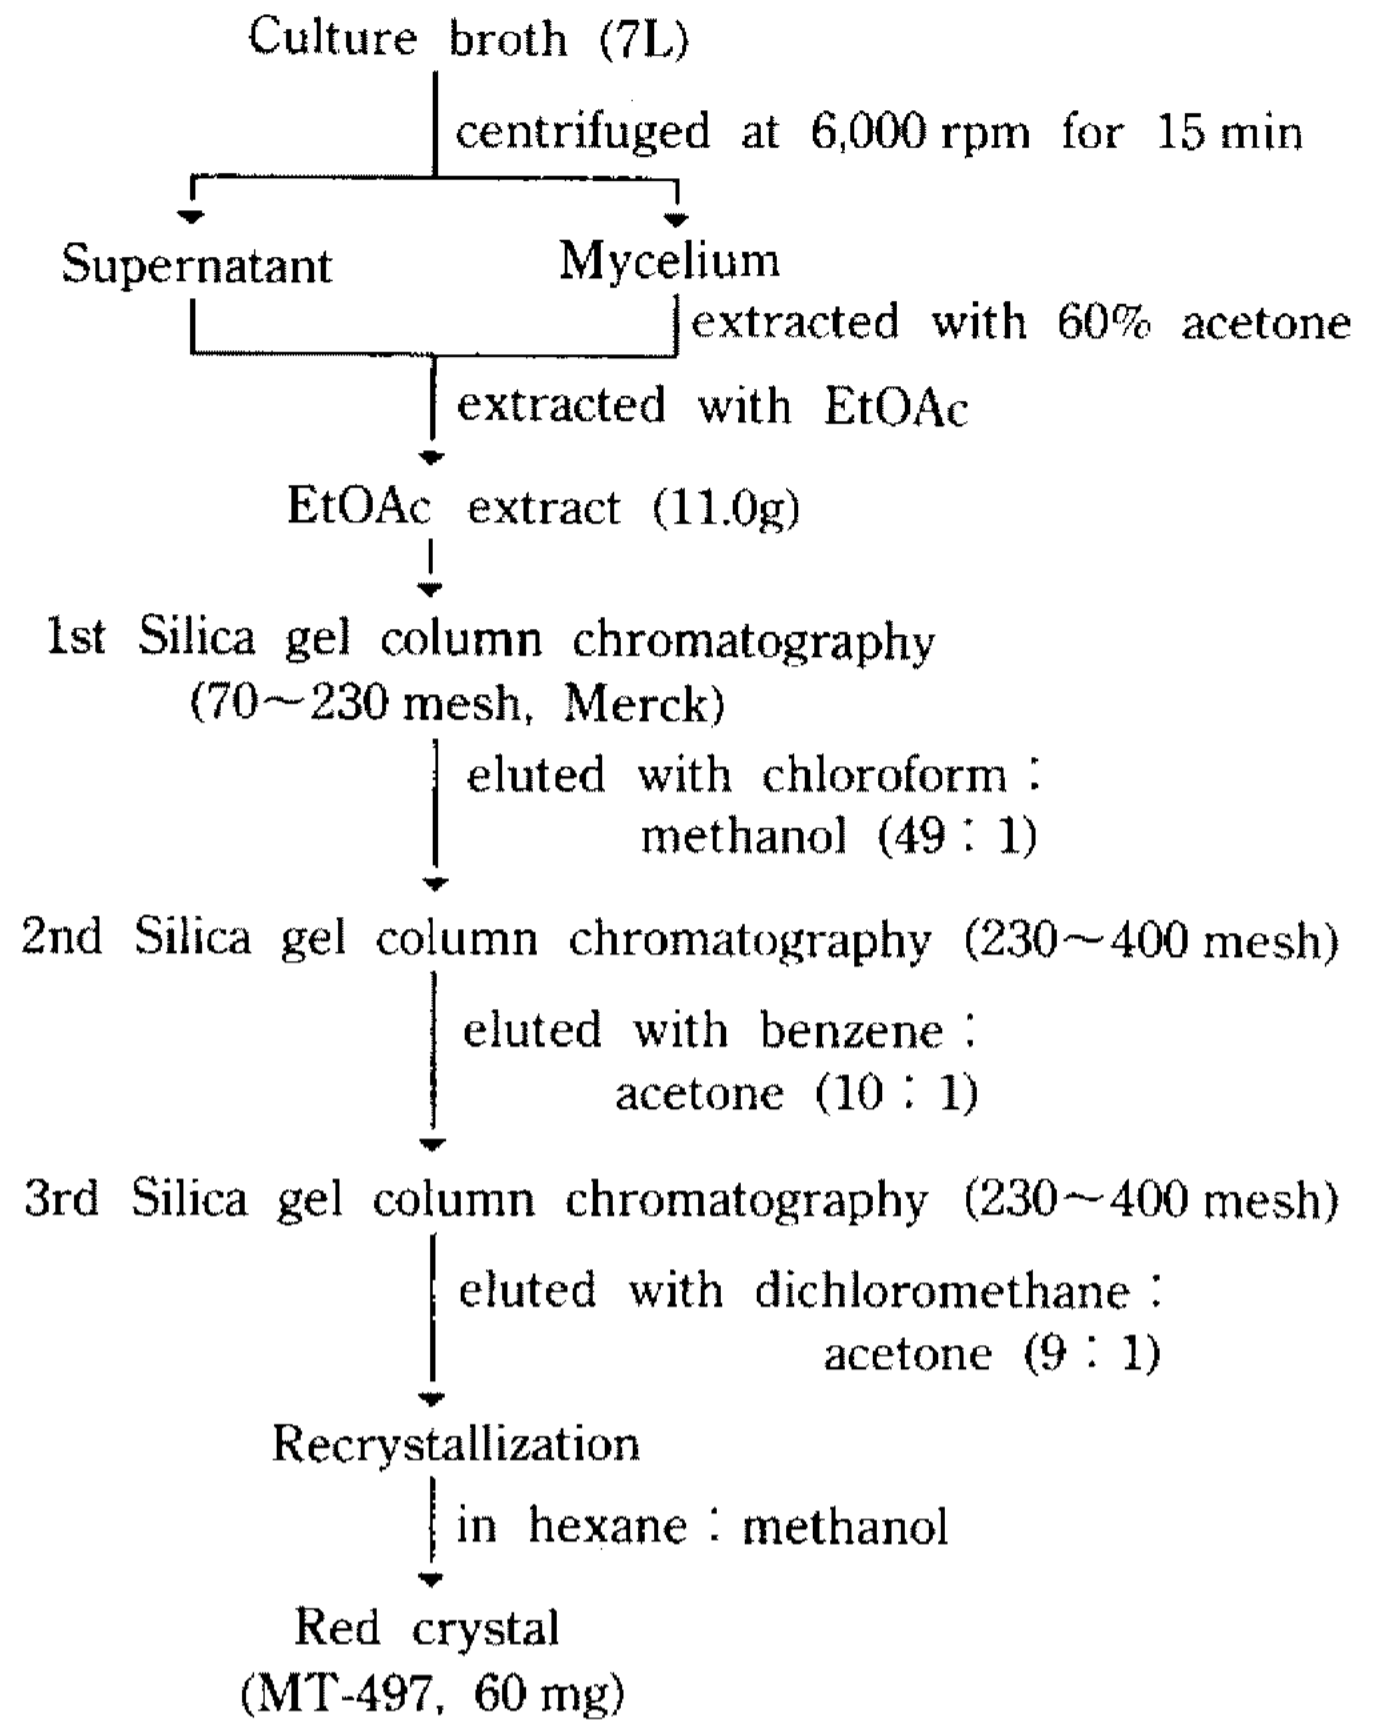 Culture broth (7L)
centrifuged at 6,000 rpm for 15 min
Supernatant
Mycelium
extracted with 60% acetone
extracted with EtOAc
EtOAc extract (11.0g)
1st Silica gel column chromatography
(70~230 mesh, Merck)
eluted with chloroform :
methanol (49 : 1)
2nd Silica gel column chromatography (230~400 mesh)
eluted with benzene :
acetone (10 : 1)
3rd Silica gel column chromatography (230~400 mesh)
eluted with dichloromethane :
acetone (9 : 1)
Recrystallization
in hexane : methanol
Red crystal
(MT-497, 60 mg)